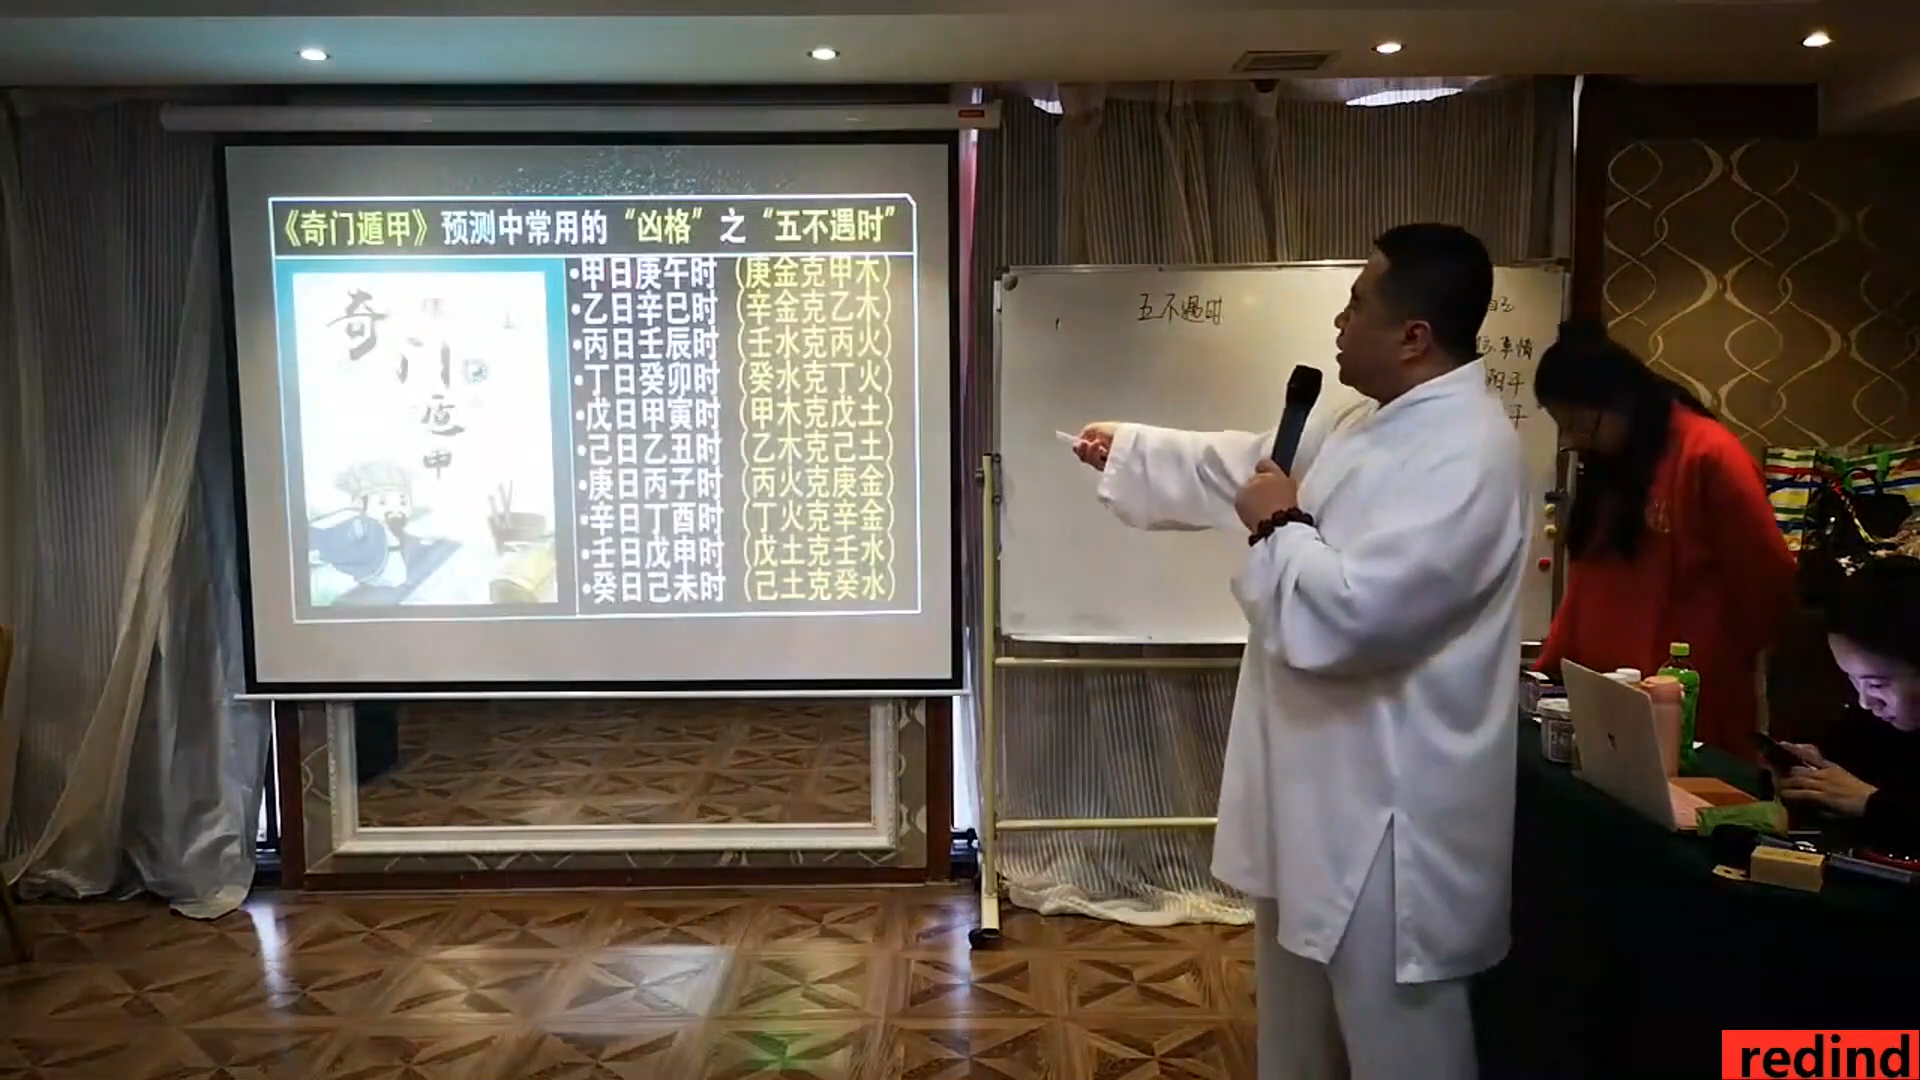 《奇门遁甲》预测中常用的“凶格”之“五不遇时”
奇
门
遁
甲
•甲日庚午时（庚金克甲木）
•乙日辛巳时（辛金克乙木）
•丙日壬辰时（壬水克丙火）
•丁日癸卯时（癸水克丁火）
•戊日甲寅时（甲木克戊土）
•己日乙丑时（乙木克己土）
•庚日丙子时（丙火克庚金）
•辛日丁酉时（丁火克辛金）
•壬日戊申时（戊土克壬水）
•癸日己未时（己土克癸水）
五不遇时
事情
redind